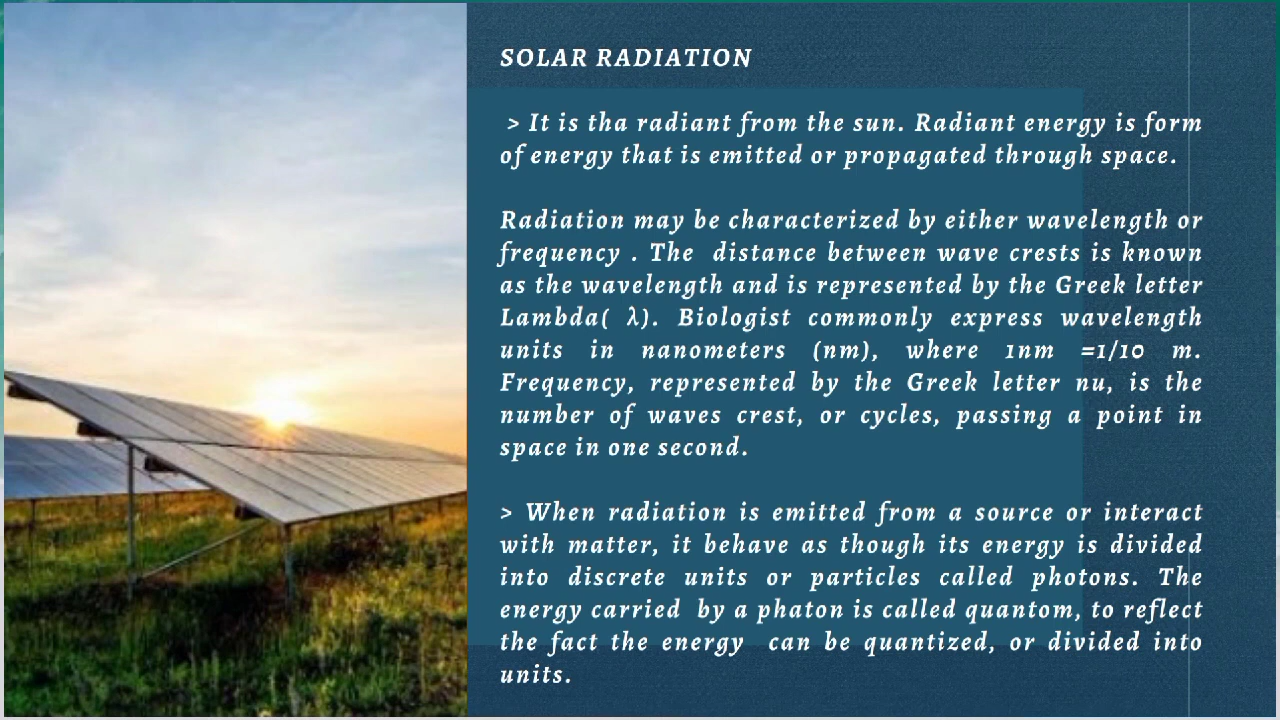 SOLAR RADIATION
> It is tha radiant from the sun. Radiant energy is form
of energy that is emitted or propagated through space.
Radiation may be characterized by either wavelength or
frequency . The distance between wave crests is known
as the wavelength and is represented by the Greek letter
Lambda( λ). Biologist commonly express wavelength
units in nanometers (nm), where 1nm =1/10 m.
Frequency, represented by the Greek letter nu, is the
number of waves crest, or cycles, passing a point in
space in one second.
> When radiation is emitted from a source or interact
with matter, it behave as though its energy is divided
into discrete units or particles called photons. The
energy carried by a phaton is called quantom, to reflect
the fact the energy can be quantized, or divided into
units.